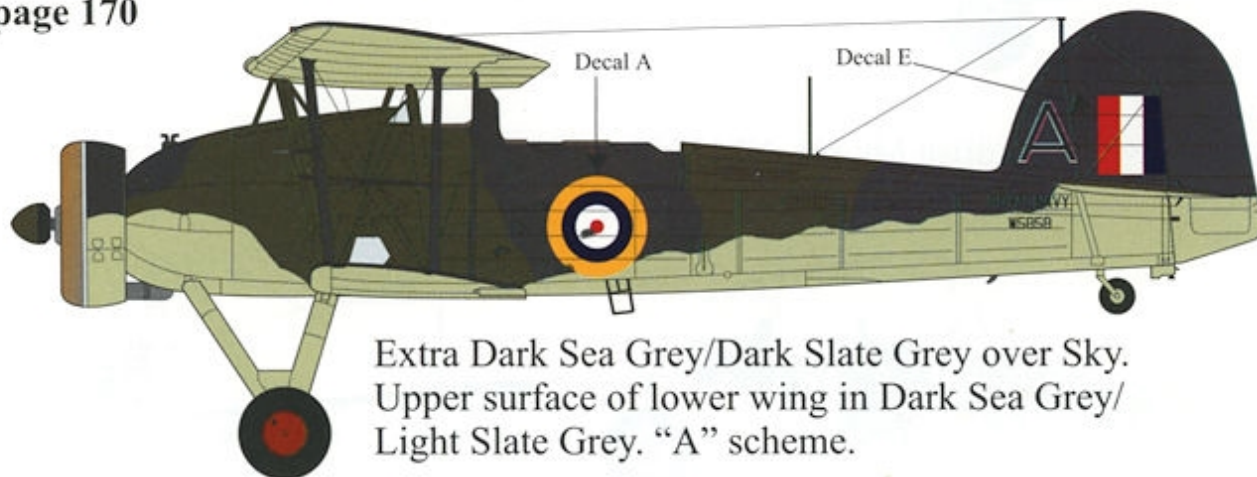 page 170
Decal A
Decal E
A
W5858
Extra Dark Sea Grey/Dark Slate Grey over Sky.
Upper surface of lower wing in Dark Sea Grey/
Light Slate Grey. “A” scheme.